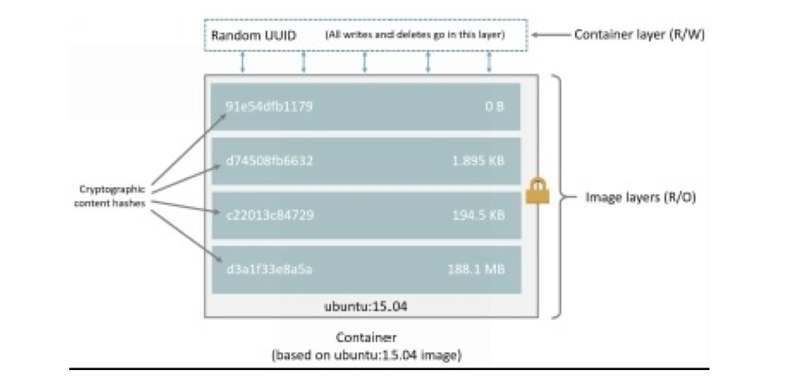 Random UUID (All writes and deletes go in this layer)
Container layer (R/W)
91e54dfb1179 0 B
d74508fb6632 1.895 KB
Cryptographic
content hashes
c22013c84729 194.5 KB
Image layers (R/O)
d3a1f33e8a5a 188.1 MB
ubuntu:15.04
Container
(based on ubuntu:15.04 image)